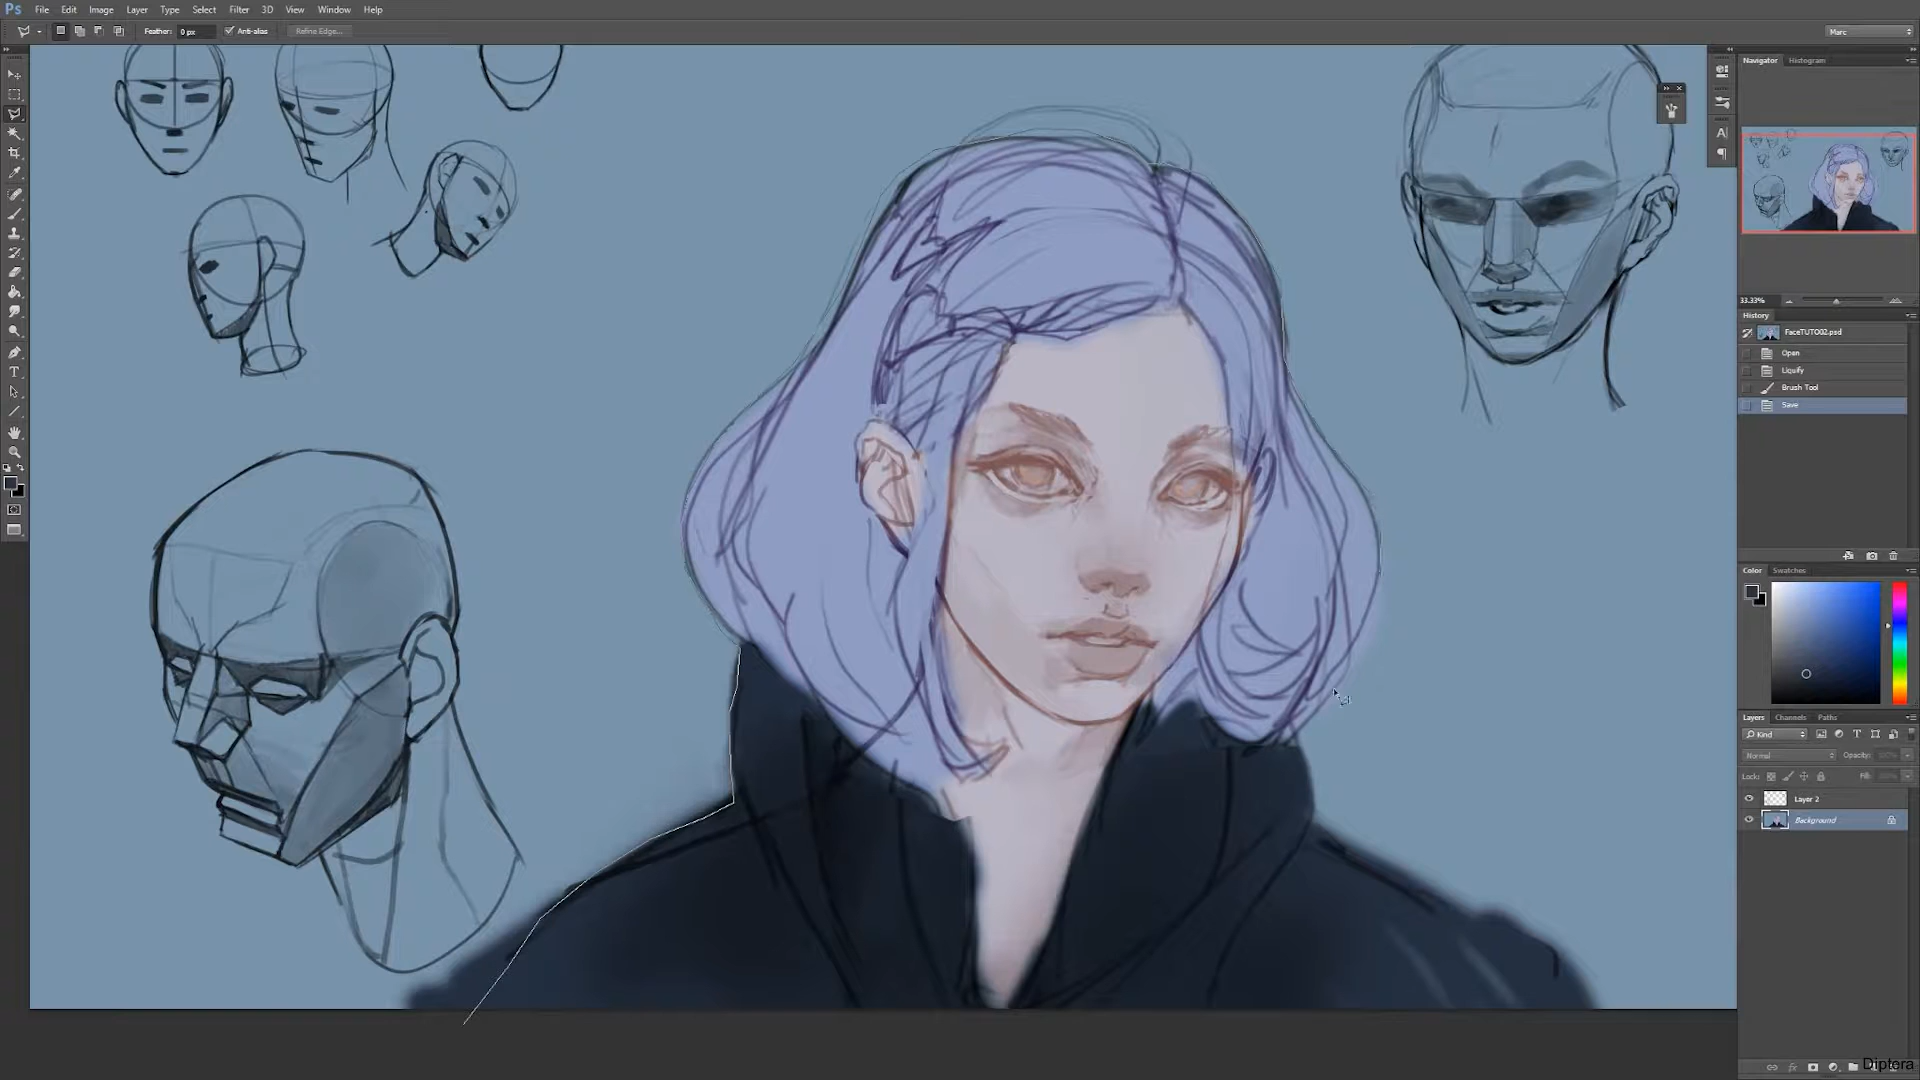 Ps File Edit Image Layer Type Select Filter 3D View Window Help
Feather: 0 px Anti-alias Refine Edge... Marc
Navigator Histogram
33.33%
History
FaceTUTO02.psd
Open
Liquify
Brush Tool
Save
Color Swatches
Layers Channels Paths
Kind
Normal Opacity:
Lock: Fill:
Layer 2
Background
Diptera